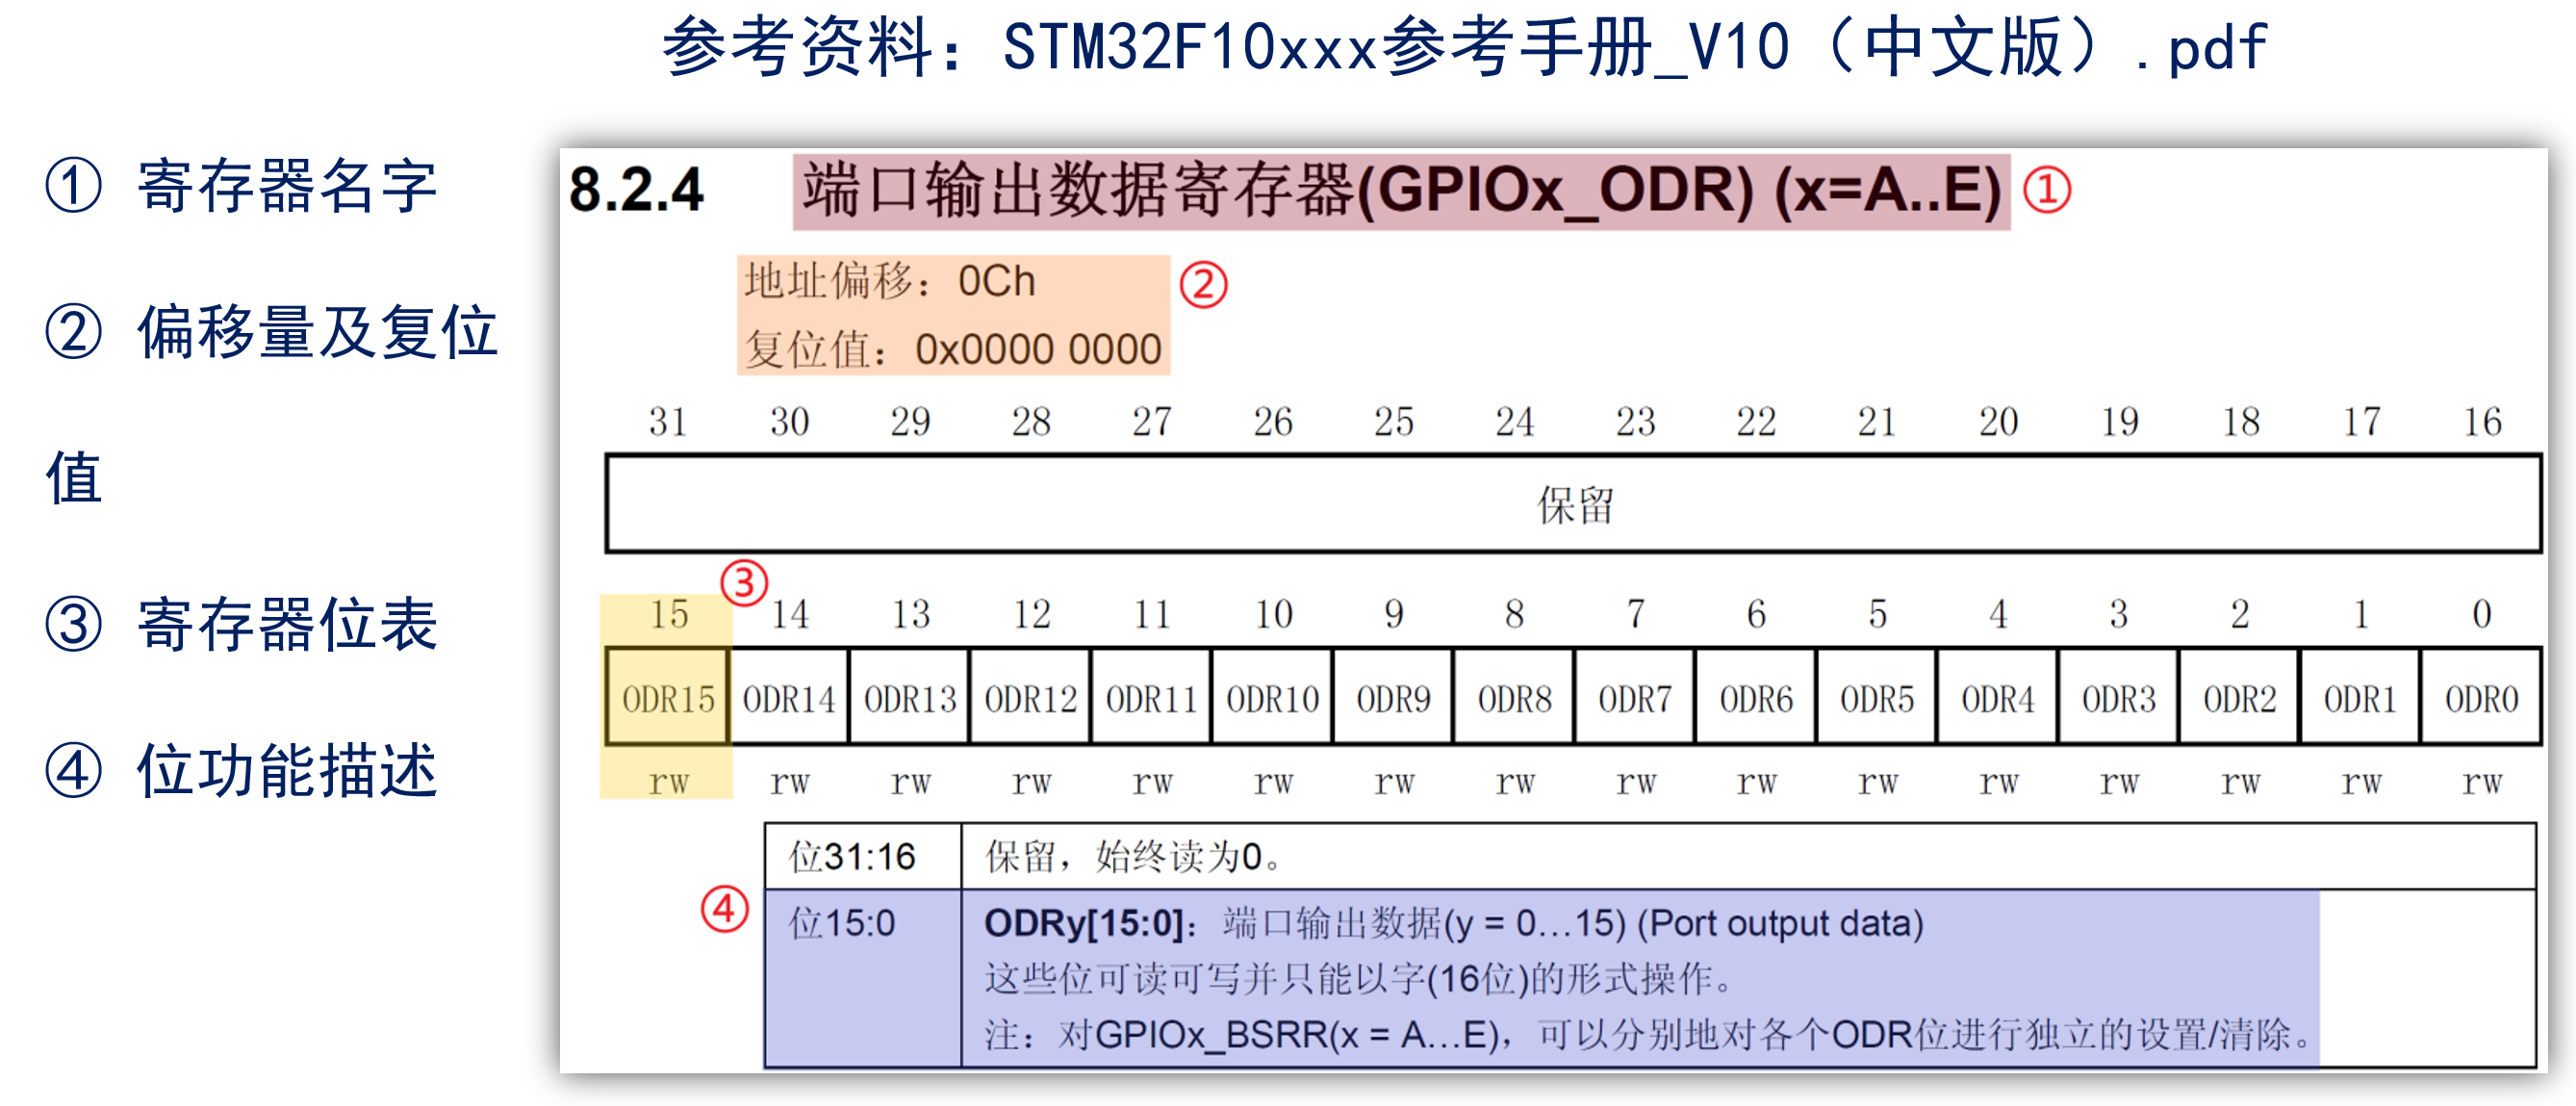 参考资料：STM32F10xxx参考手册_V10（中文版）.pdf
① 寄存器名字
② 偏移量及复位
值
③ 寄存器位表
④ 位功能描述
8.2.4 端口输出数据寄存器(GPIOx_ODR) (x=A..E) ①
地址偏移：0Ch ②
复位值：0x0000 0000
31 30 29 28 27 26 25 24 23 22 21 20 19 18 17 16
保留
③
15 14 13 12 11 10 9 8 7 6 5 4 3 2 1 0
ODR15 ODR14 ODR13 ODR12 ODR11 ODR10 ODR9 ODR8 ODR7 ODR6 ODR5 ODR4 ODR3 ODR2 ODR1 ODR0
rw rw rw rw rw rw rw rw rw rw rw rw rw rw rw rw
位31:16 保留，始终读为0。
④ 位15:0 ODRy[15:0]：端口输出数据(y = 0…15) (Port output data)
这些位可读可写并只能以字(16位)的形式操作。
注：对GPIOx_BSRR(x = A…E)，可以分别地对各个ODR位进行独立的设置/清除。